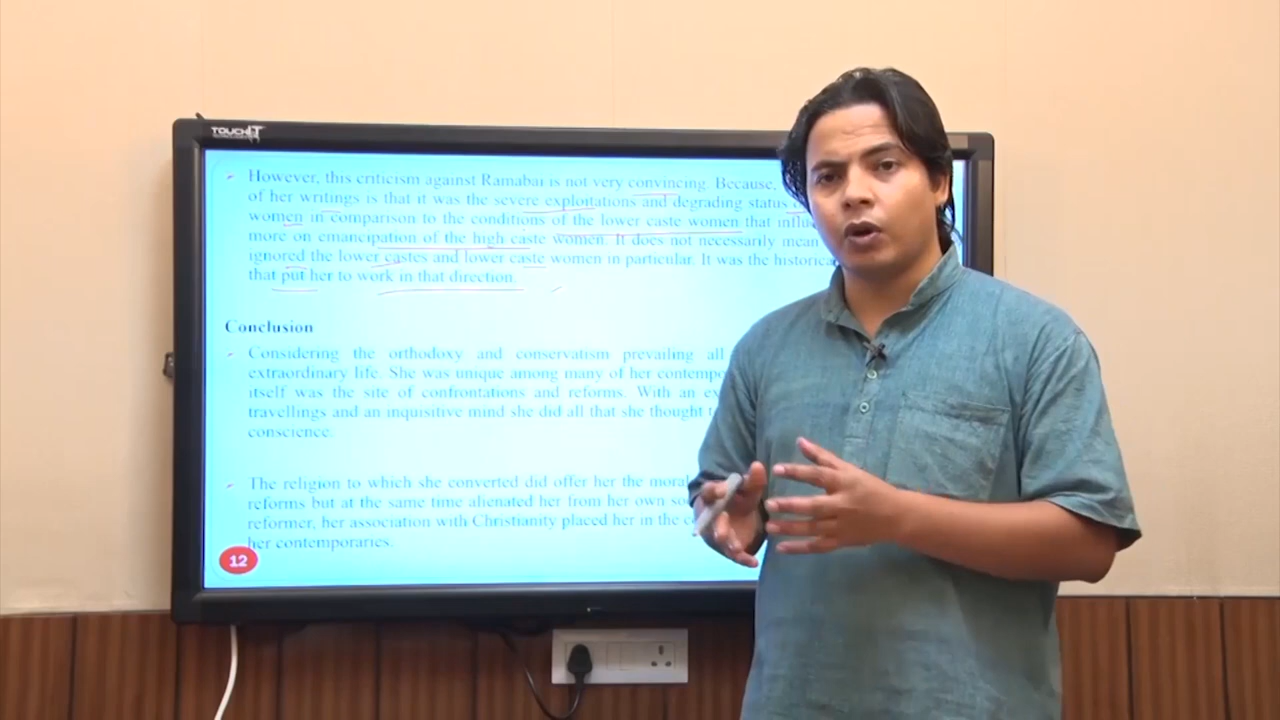 TOUCHIT
However, this criticism against Ramabai is not very convincing. Because,
of her writings is that it was the severe exploitations and degrading status
women in comparison to the conditions of the lower caste women that
more on emancipation of the high caste women. It does not necessarily mean
ignored the lower castes and lower caste women in particular. It was the
that put her to work in that direction.
Conclusion
Considering the orthodoxy and conservatism prevailing all
extraordinary life. She was unique among many of her
itself was the site of confrontations and reforms. With an
travellings and an inquisitive mind she did all that she thought
conscience.
The religion to which she converted did offer her the moral
reforms but at the same time alienated her from her own
reformer, her association with Christianity placed her in the
her contemporaries.
12